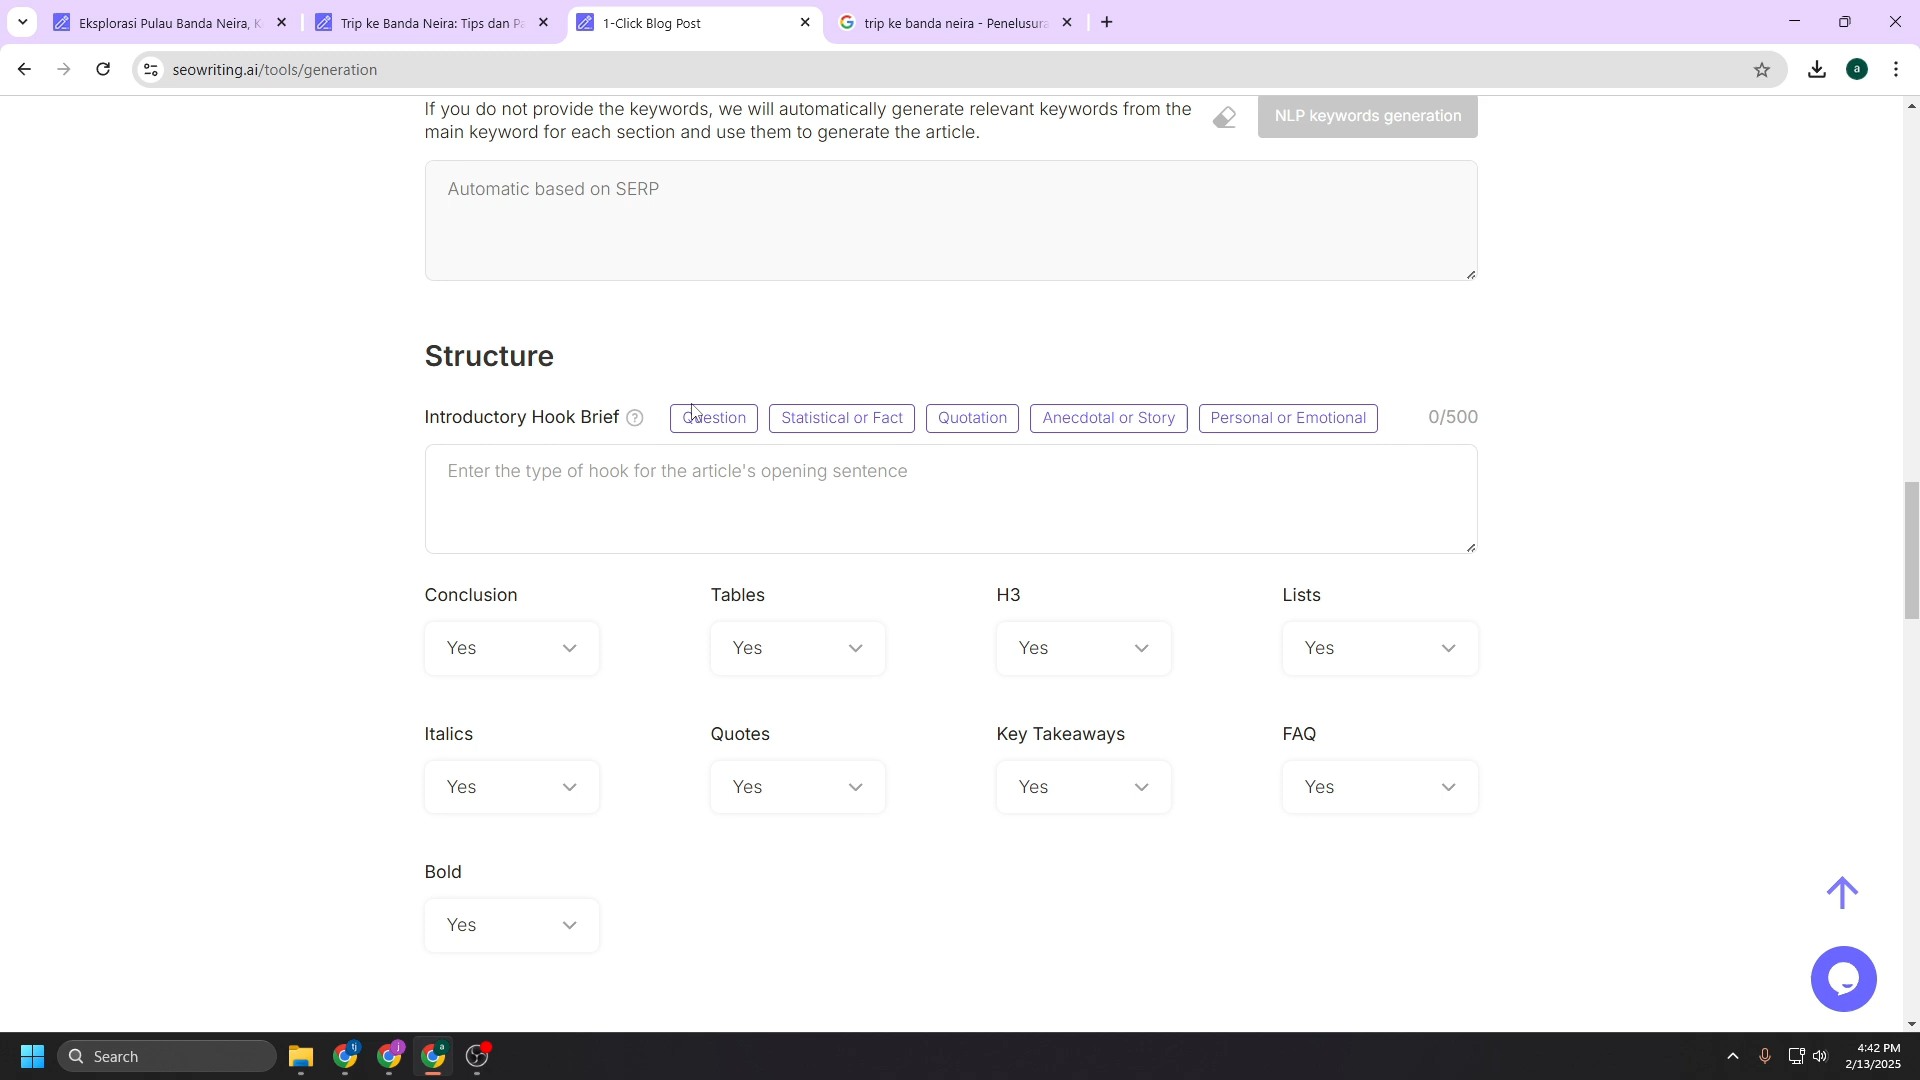 Eksplorasi Pulau Banda Neira, K
Trip ke Banda Neira: Tips dan Pa
1-Click Blog Post
trip ke banda neira - Penelusura
seowriting.ai/tools/generation
a
If you do not provide the keywords, we will automatically generate relevant keywords from the
main keyword for each section and use them to generate the article.
NLP keywords generation
Automatic based on SERP
Structure
Introductory Hook Brief ?
Question
Statistical or Fact
Quotation
Anecdotal or Story
Personal or Emotional
0/500
Enter the type of hook for the article's opening sentence
Conclusion
Tables
H3
Lists
Yes
Yes
Yes
Yes
Italics
Quotes
Key Takeaways
FAQ
Yes
Yes
Yes
Yes
Bold
Yes
Search
tj
j
a
4:42 PM
2/13/2025